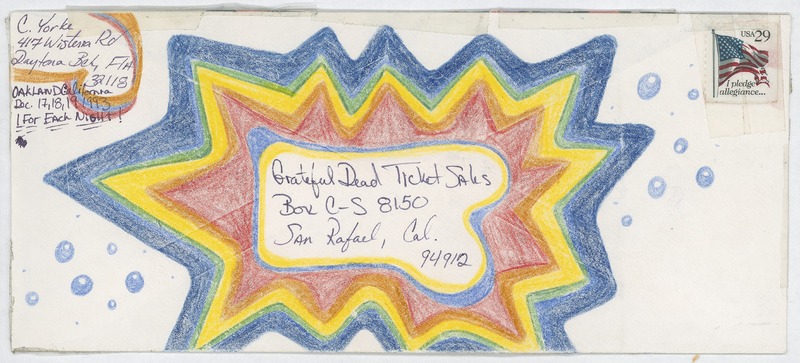 C. Yorke
417 Wisteria Rd
Daytona Bch, Fla
32118
OAKLAND California
Dec. 17, 18, 19 1993
1 For Each Night!
USA 29
I pledge
allegiance...
Grateful Dead Ticket Sales
Box C-S 8150
San Rafael, Cal.
94912